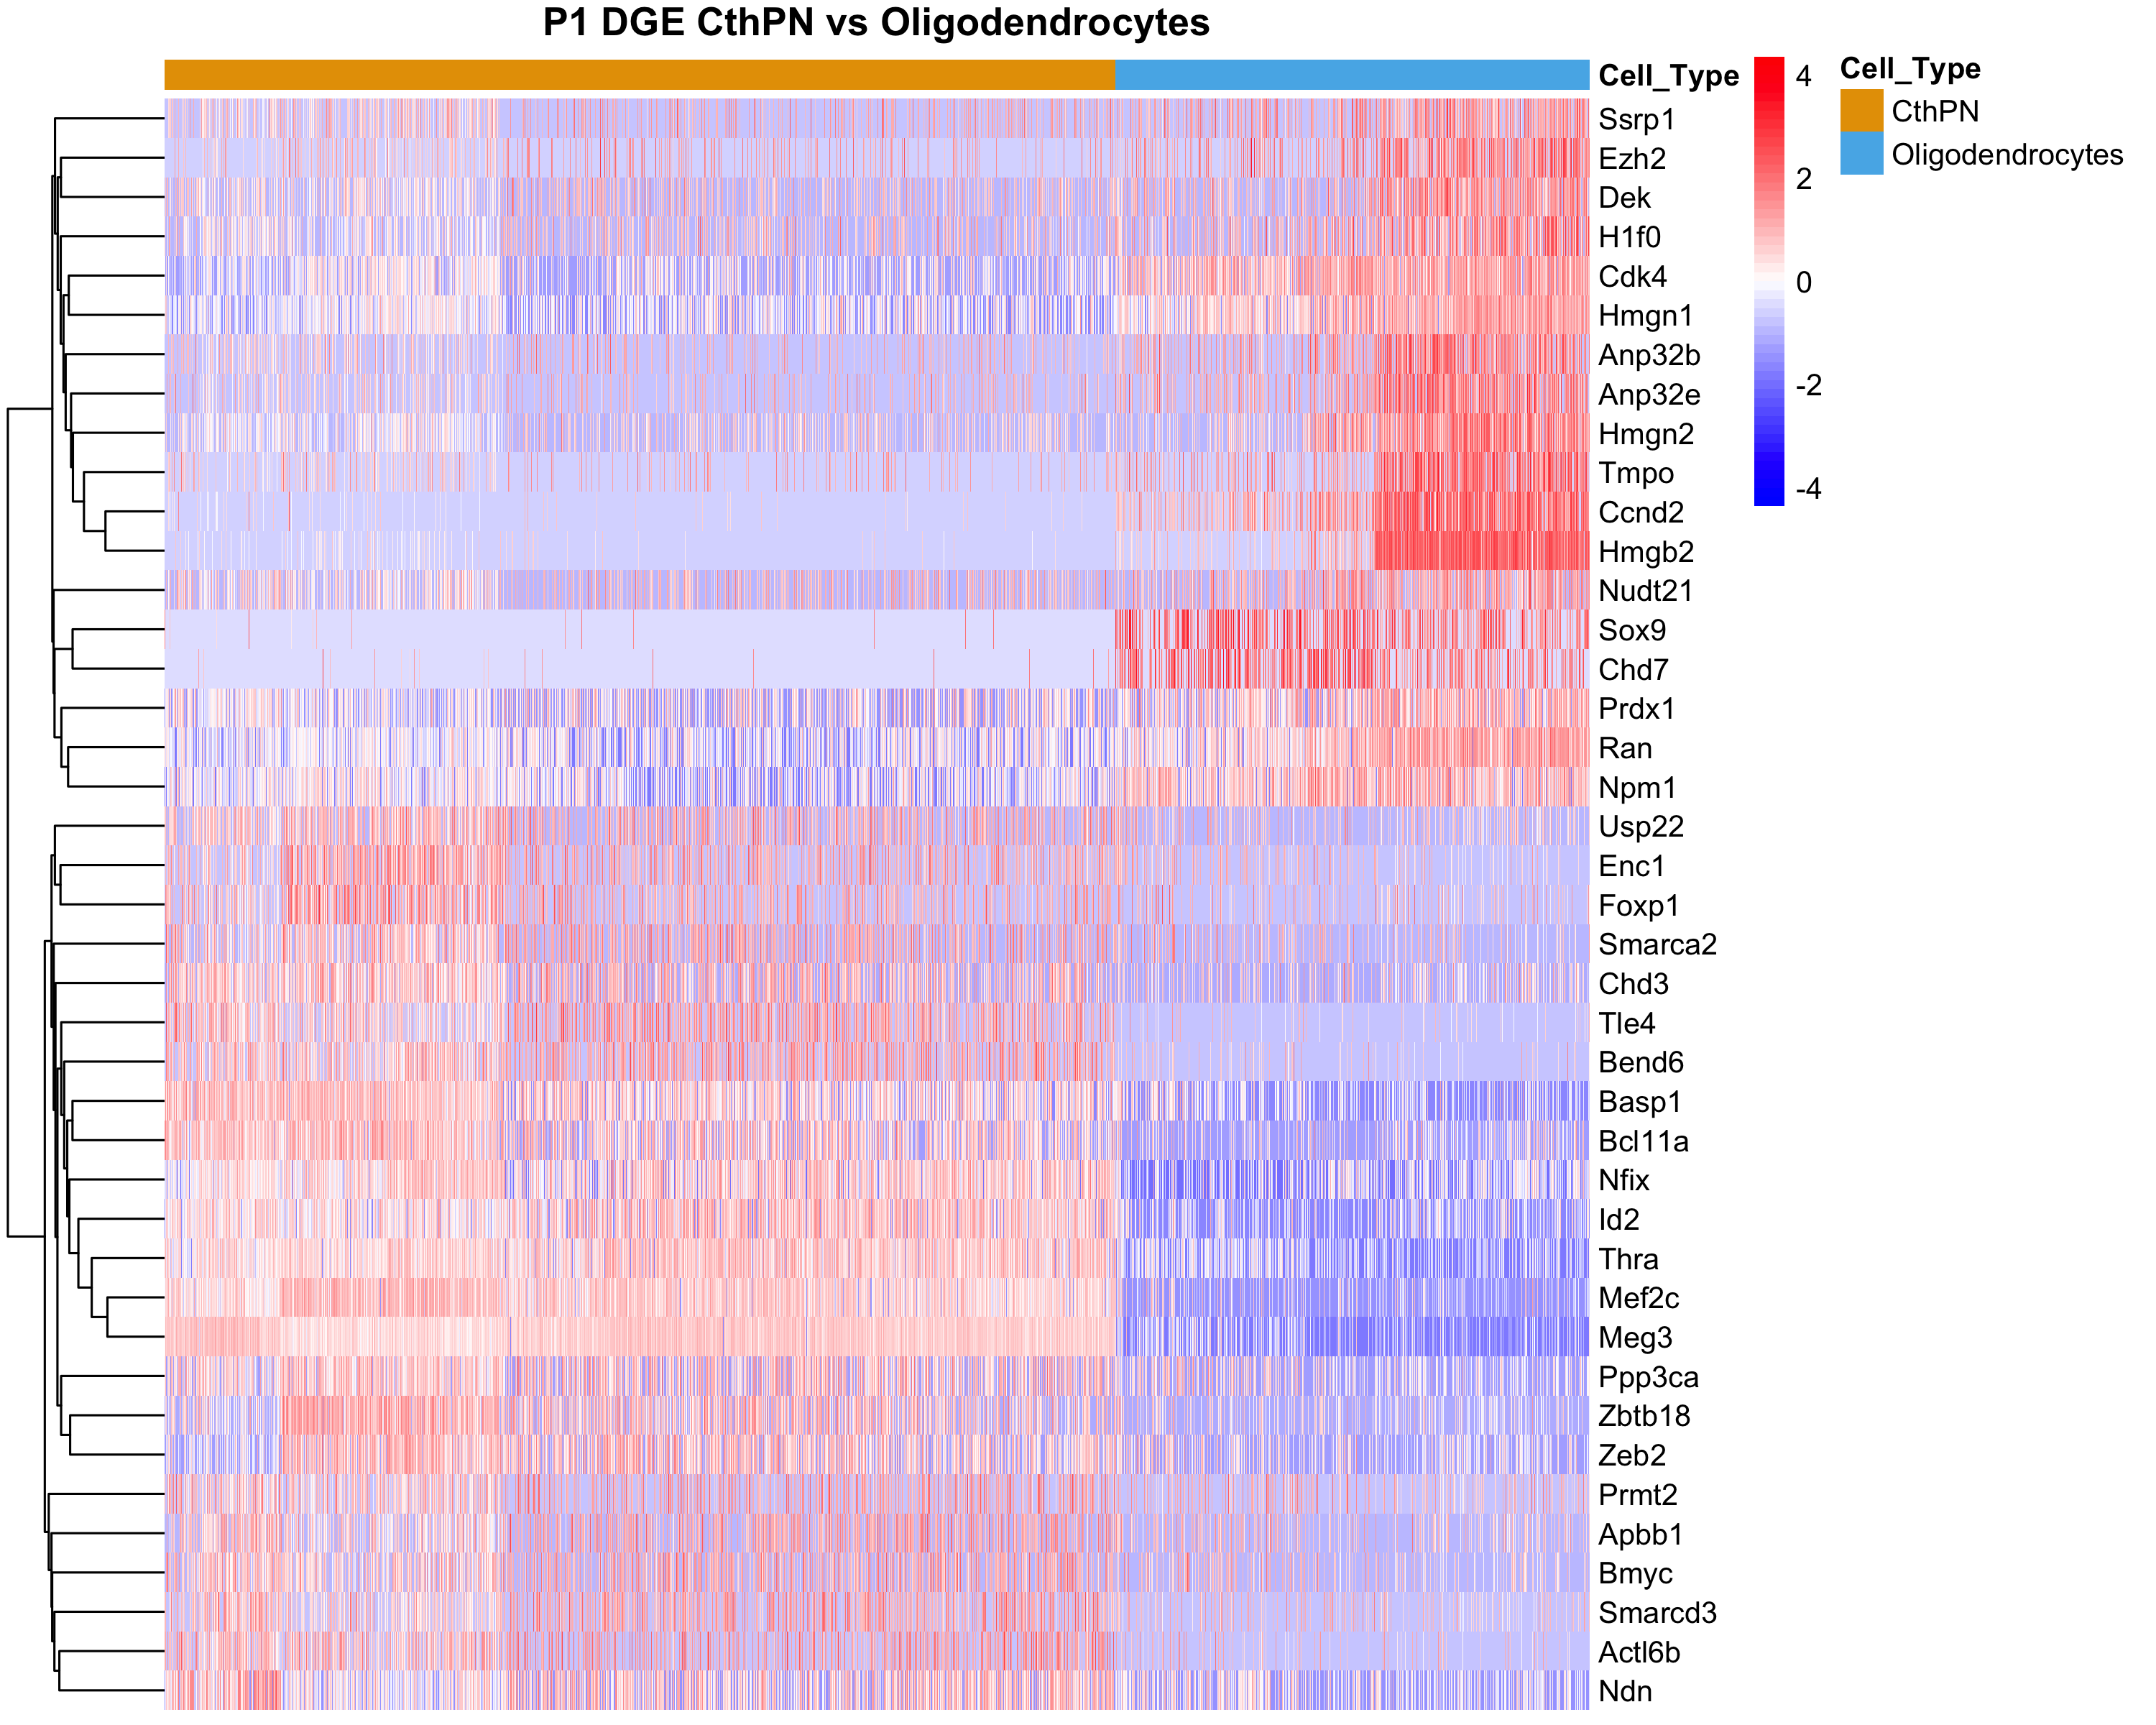 P1 DGE CthPN vs Oligodendrocytes
Cell_Type
4
2
0
-2
-4
Cell_Type
CthPN
Oligodendrocytes
Ssrp1
Ezh2
Dek
H1f0
Cdk4
Hmgn1
Anp32b
Anp32e
Hmgn2
Tmpo
Ccnd2
Hmgb2
Nudt21
Sox9
Chd7
Prdx1
Ran
Npm1
Usp22
Enc1
Foxp1
Smarca2
Chd3
Tle4
Bend6
Basp1
Bcl11a
Nfix
Id2
Thra
Mef2c
Meg3
Ppp3ca
Zbtb18
Zeb2
Prmt2
Apbb1
Bmyc
Smarcd3
Actl6b
Ndn